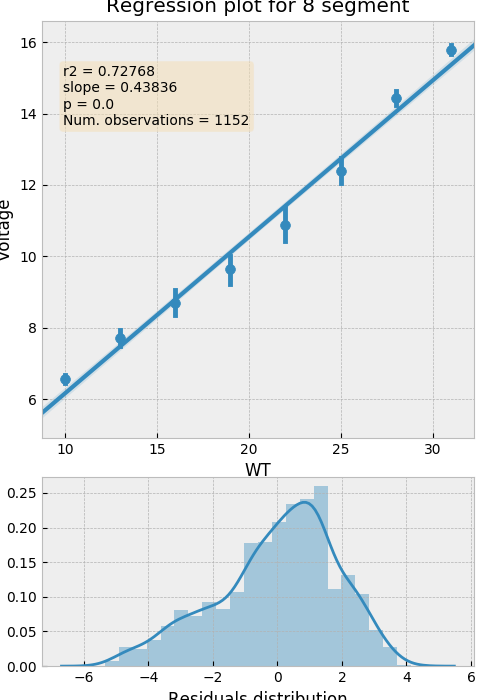 Regression plot for 8 segment
r2 = 0.72768
slope = 0.43836
p = 0.0
Num. observations = 1152
voltage
16
14
12
10
8
6
10 15 20 25 30
WT
0.25
0.20
0.15
0.10
0.05
0.00
−6 −4 −2 0 2 4 6
Residuals distribution